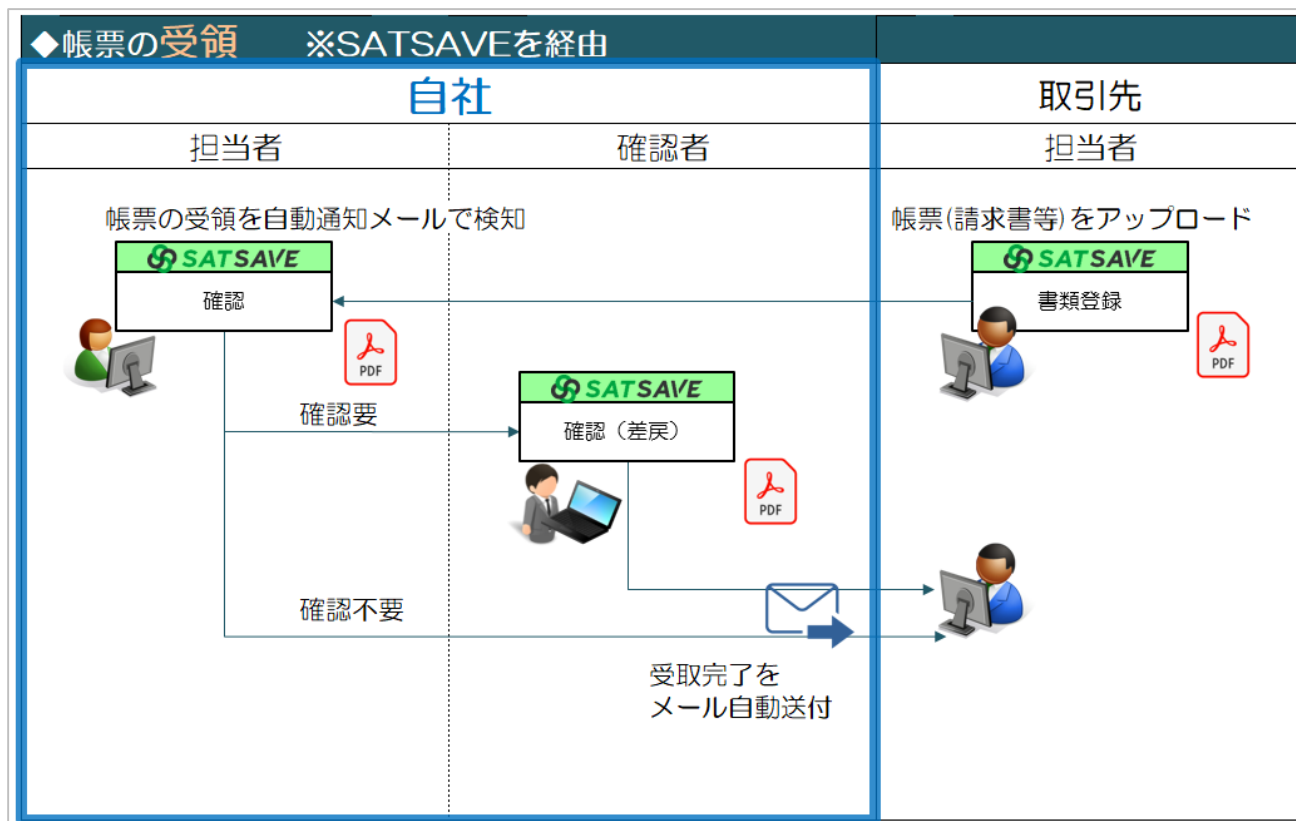 ◆帳票の受領 ※SATSAVEを経由
自社
取引先
担当者
確認者
担当者
帳票の受領を自動通知メールで検知
帳票(請求書等)をアップロード
SATSAVE
SATSAVE
確認
書類登録
PDF
PDF
SATSAVE
確認要
確認（差戻）
PDF
確認不要
受取完了を
メール自動送付